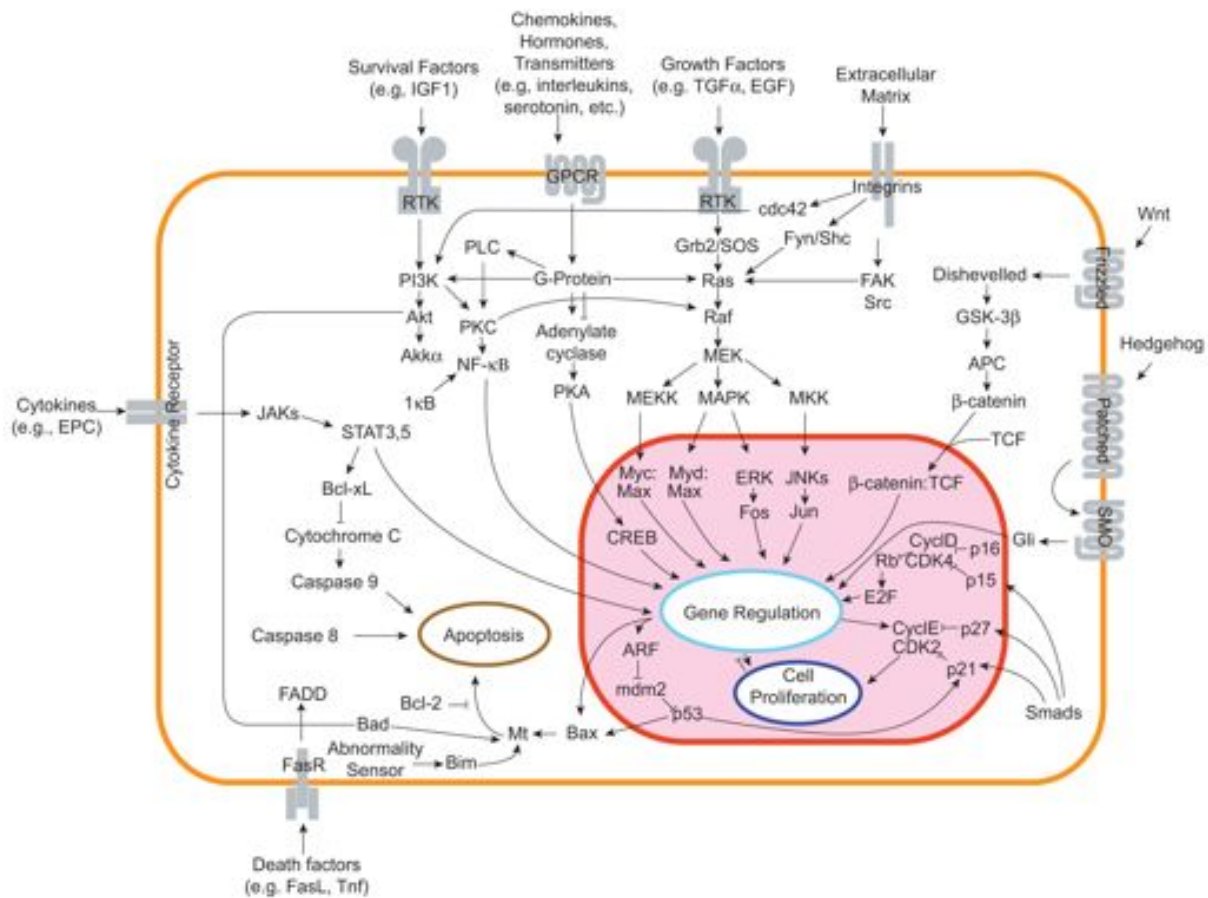 Chemokines,
Hormones,
Transmitters
(e.g, interleukins,
serotonin, etc.)
Survival Factors
(e.g, IGF1)
Growth Factors
(e.g. TGFα, EGF)
Extracellular
Matrix
GPCR
RTK
RTK
Integrins
cdc42
Wnt
Grb2/SOS
Fyn/Shc
PLC
Frizzled
Dishevelled
PI3K
G-Protein
Ras
FAK
Src
GSK-3β
Akt
PKC
Raf
Adenylate
cyclase
Akkα
NF-κB
MEK
APC
Hedgehog
PKA
MEKK
MAPK
MKK
β-catenin
1κB
Cytokines
(e.g., EPC)
Cytokine Receptor
JAKs
STAT3,5
TCF
Patched
Myc:
Max
Myd:
Max
ERK
JNKs
β-catenin:TCF
Bcl-xL
Fos
Jun
Cytochrome C
CREB
CyclD
p16
Gli
SMO
Rb
CDK4
p15
Caspase 9
E2F
Gene Regulation
Caspase 8
Apoptosis
CyclE
p27
CDK2
ARF
p21
Cell
Proliferation
mdm2
FADD
Bcl-2
p53
Smads
Bad
Mt
Bax
FasR
Abnormality
Sensor
Bim
Death factors
(e.g. FasL, Tnf)